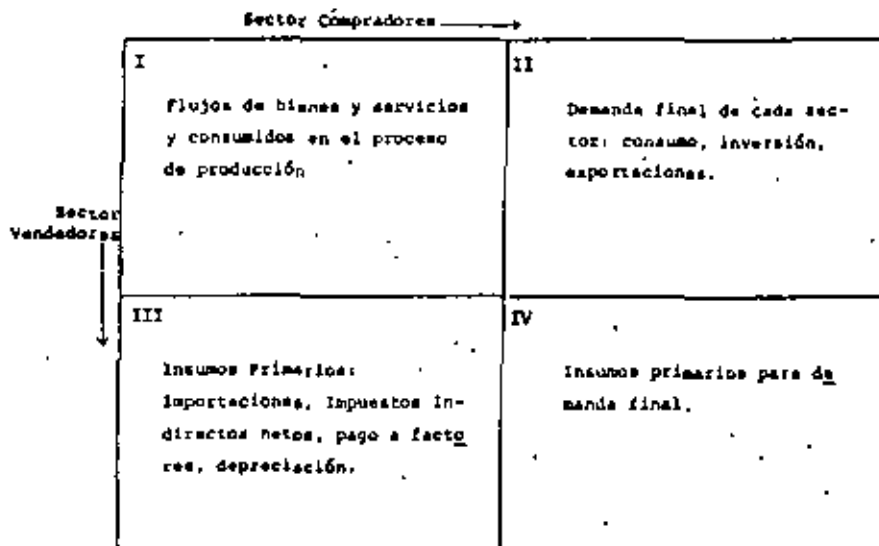 Sector Compradores
I
Flujos de bienes y servicios
y consumidos en el proceso
de producción
II
Demanda final de cada sec-
tor: consumo, inversión,
exportaciones.
Sector
Vendedores
III
Insumos Primarios:
Importaciones, Impuestos in-
directos netos, pago a facto
res, depreciación.
IV
Insumos primarios para de
manda final.